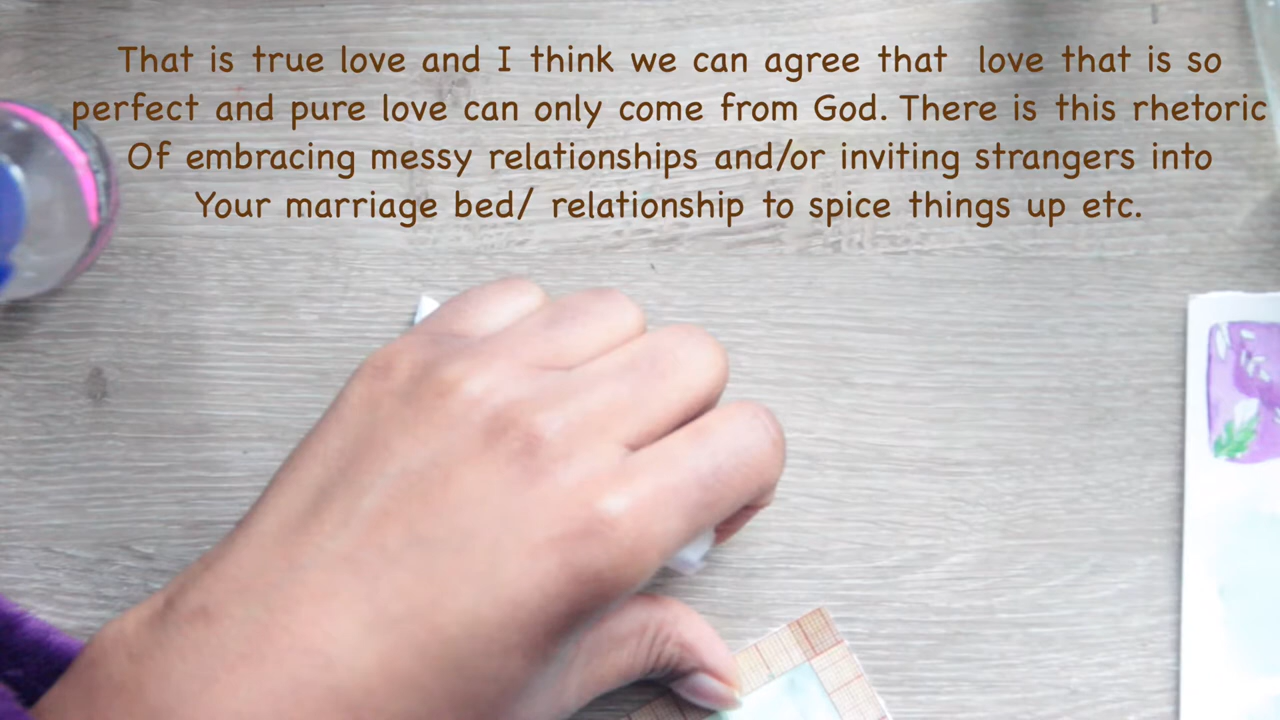 That is true love and I think we can agree that  love that is so
perfect and pure love can only come from God. There is this rhetoric
Of embracing messy relationships and/or inviting strangers into
Your marriage bed/ relationship to spice things up etc.